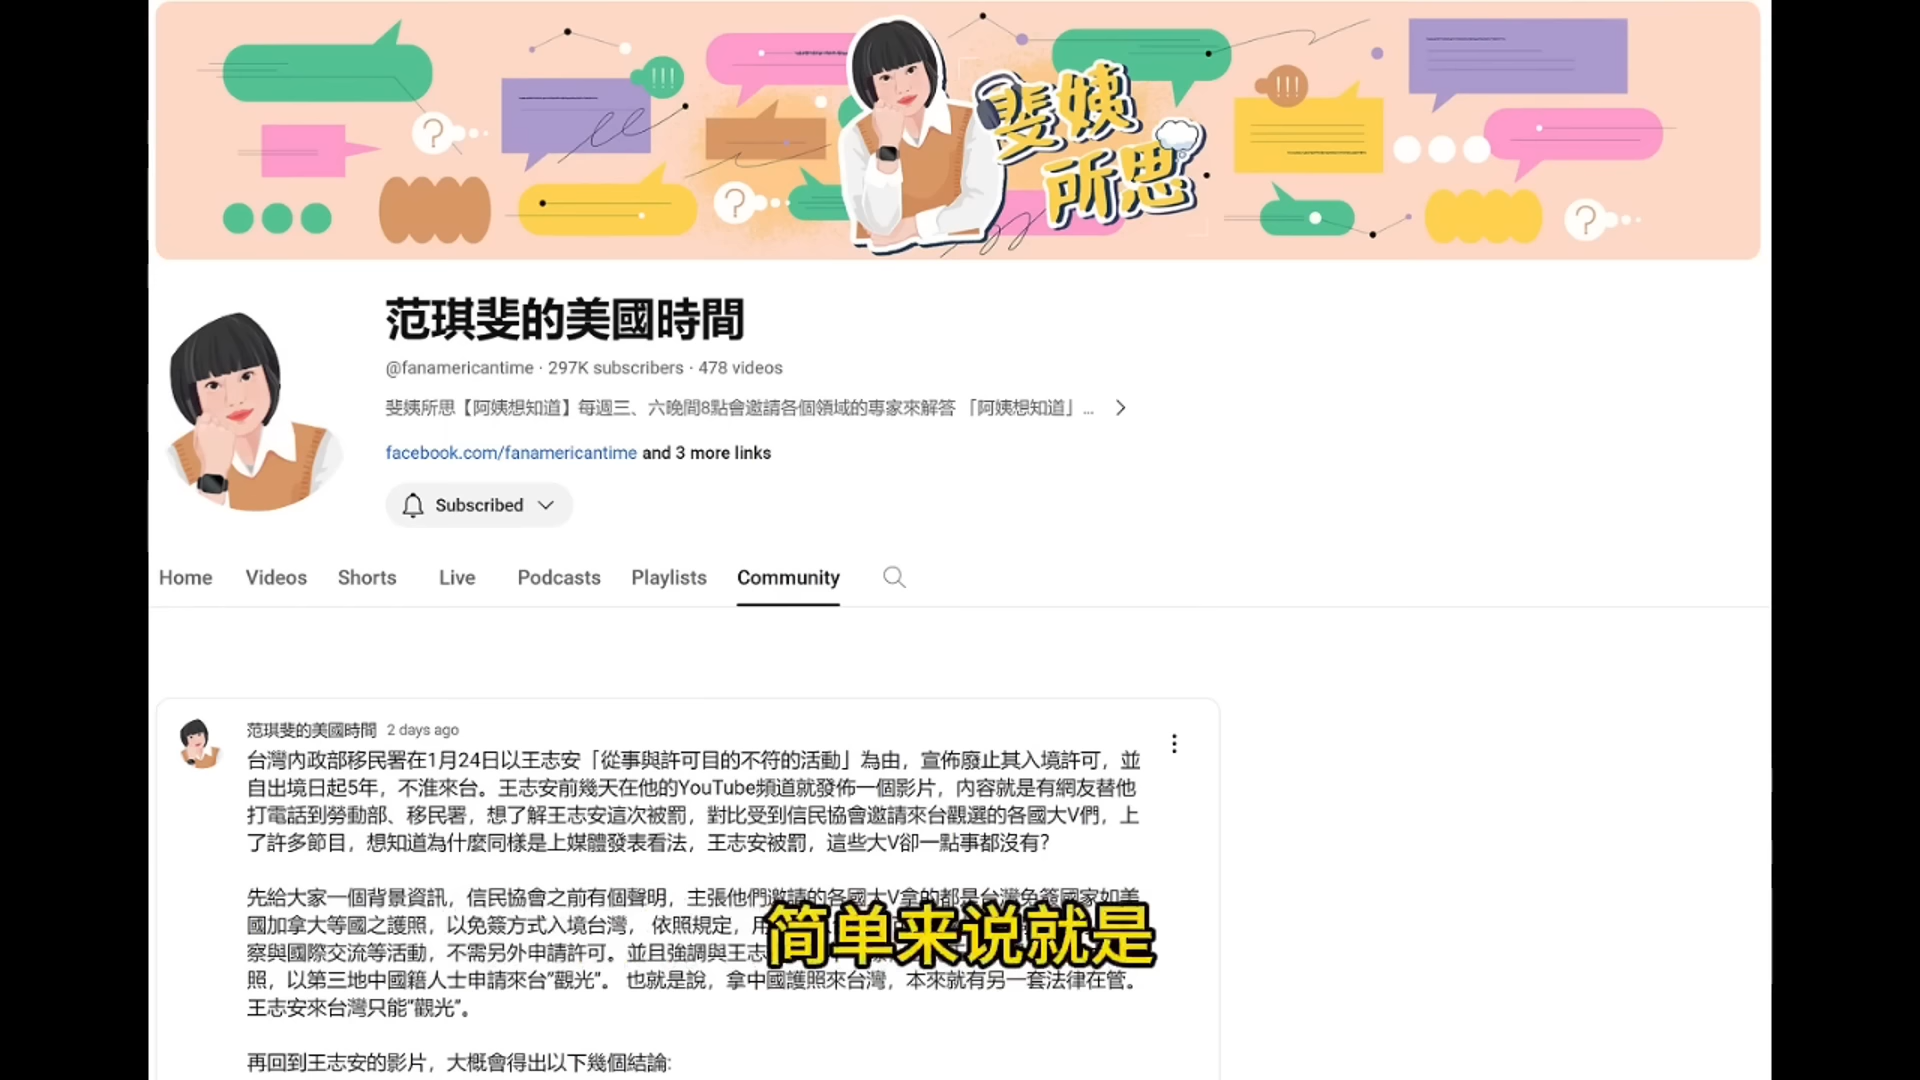 斐姨
所思
范琪斐的美國時間
@fanamericantime · 297K subscribers · 478 videos
斐姨所思【阿姨想知道】每週三、六晚間8點會邀請各個領域的專家來解答 「阿姨想知道」...
facebook.com/fanamericantime and 3 more links
Subscribed
Home Videos Shorts Live Podcasts Playlists Community
范琪斐的美國時間 2 days ago
台灣內政部移民署在1月24日以王志安「從事與許可目的不符的活動」為由，宣佈廢止其入境許可，並
自出境日起5年，不淮來台。王志安前幾天在他的YouTube頻道就發佈一個影片，內容就是有網友替他
打電話到勞動部、移民署，想了解王志安這次被罰，對比受到信民協會邀請來台觀選的各國大V們，上
了許多節目，想知道為什麼同樣是上媒體發表看法，王志安被罰，這些大V卻一點事都沒有?
先給大家一個背景資訊，信民協會之前有個聲明，主張他們邀請的各國大V拿的都是台灣免簽國家如美
國加拿大等國之護照，以免簽方式入境台灣， 依照規定，用
察與國際交流等活動，不需另外申請許可。並且強調與王志
照，以第三地中國籍人士申請來台"觀光"。 也就是說，拿中國護照來台灣，本來就有另一套法律在管。
王志安來台灣只能"觀光"。
简单来说就是
再回到王志安的影片，大概會得出以下幾個結論: